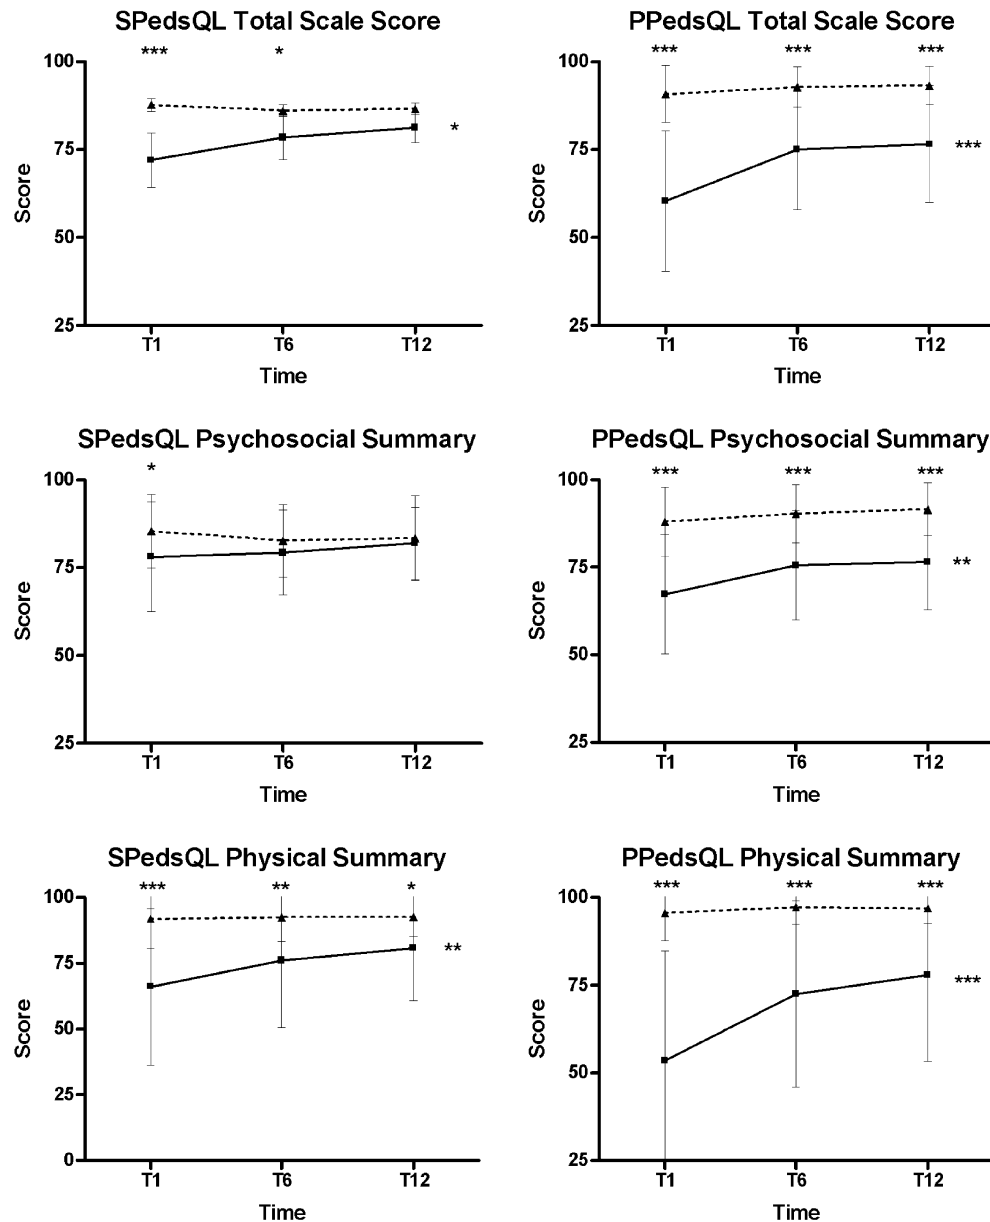 SPedsQL Total Scale Score
*** *
100
75
50
25
Score
*
T1 T6 T12
Time
PPedsQL Total Scale Score
*** *** ***
100
75
50
25
Score
***
T1 T6 T12
Time
SPedsQL Psychosocial Summary
*
100
75
50
25
Score
T1 T6 T12
Time
PPedsQL Psychosocial Summary
*** *** ***
100
75
50
25
Score
**
T1 T6 T12
Time
SPedsQL Physical Summary
*** ** *
100
75
50
25
0
Score
**
T1 T6 T12
Time
PPedsQL Physical Summary
*** *** ***
100
75
50
25
Score
***
T1 T6 T12
Time